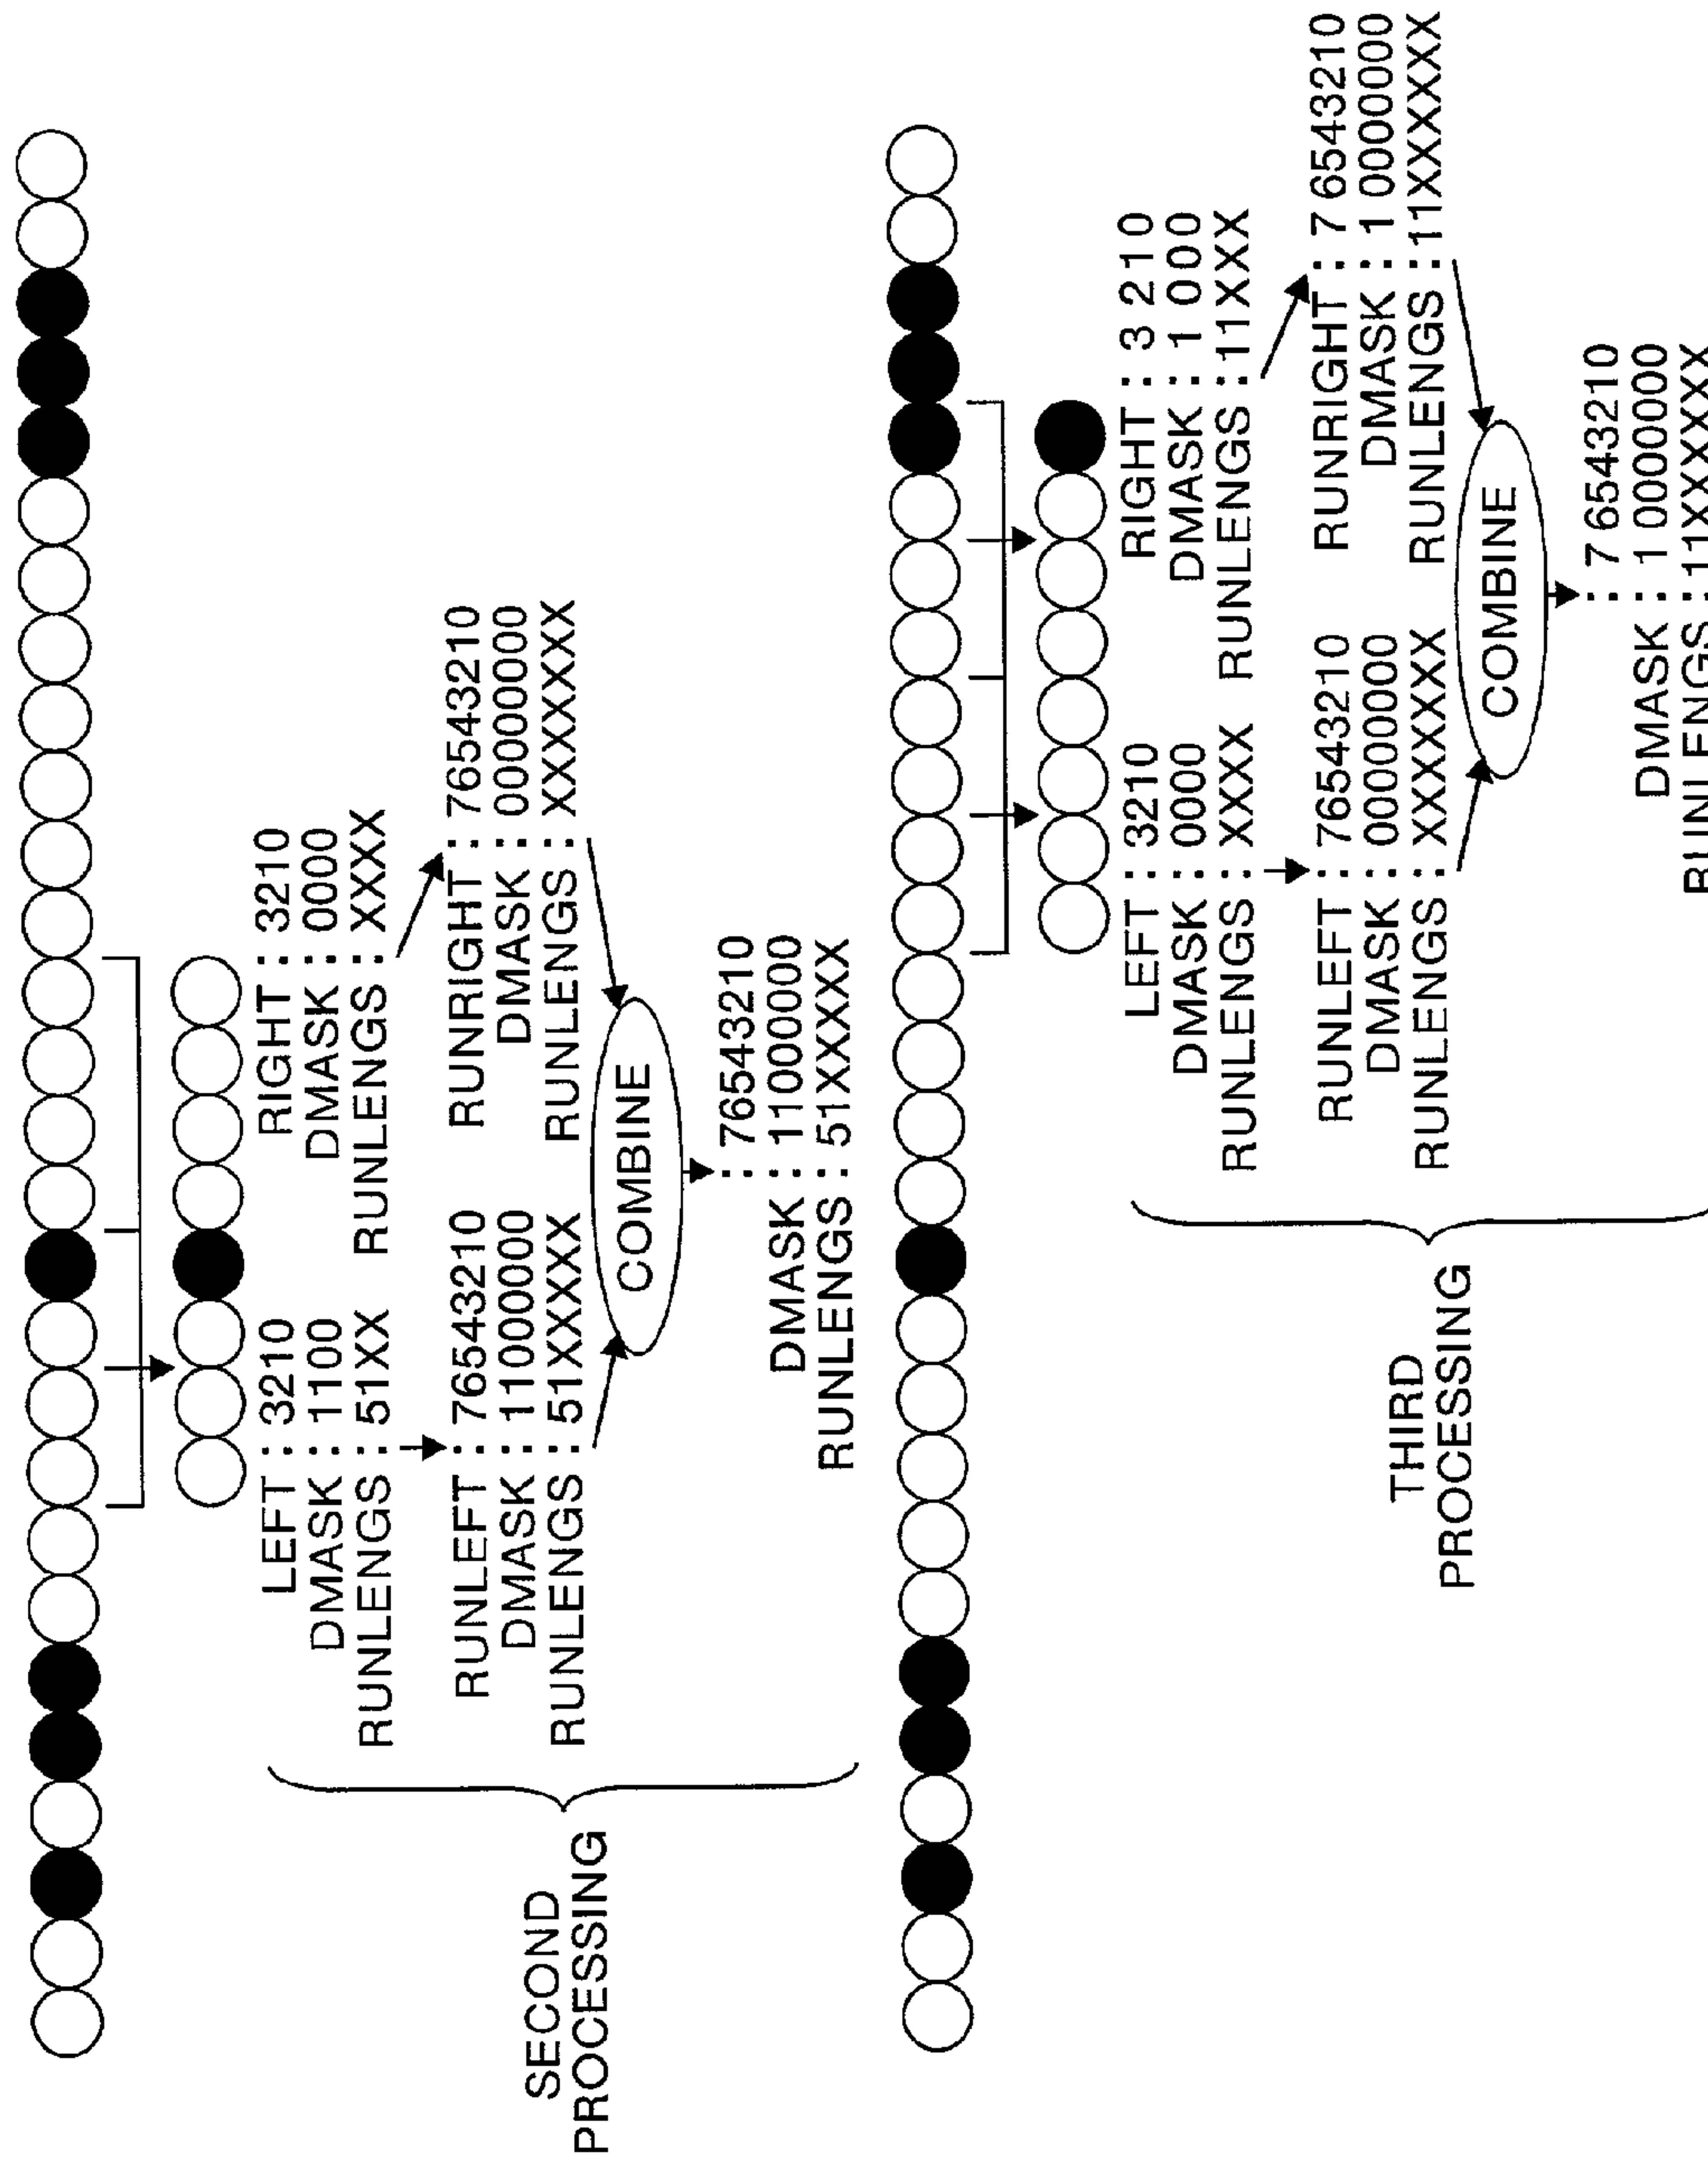 LEFT : 3210
DMASK : 1100
RUNLENGS : 51XX
RIGHT : 3210
DMASK : 0000
RUNLENGS : XXXX
RUNLEFT : 76543210
DMASK : 11000000
RUNLENGS : 51XXXXXX
RUNRIGHT : 76543210
DMASK : 00000000
RUNLENGS : XXXXXXXX
COMBINE
: 76543210
DMASK : 11000000
RUNLENGS : 51XXXXXX
SECOND
PROCESSING
LEFT : 3210
DMASK : 0000
RUNLENGS : XXXX
RIGHT : 3 210
DMASK : 1 000
RUNLENGS : 11XXX
RUNLEFT : 76543210
DMASK : 00000000
RUNLENGS : XXXXXXXX
RUNRIGHT : 7 6543210
DMASK : 1 0000000
RUNLENGS : 11XXXXXXX
COMBINE
: 7 6543210
DMASK : 1 0000000
RUNLENGS : 11XXXXXXX
THIRD
PROCESSING